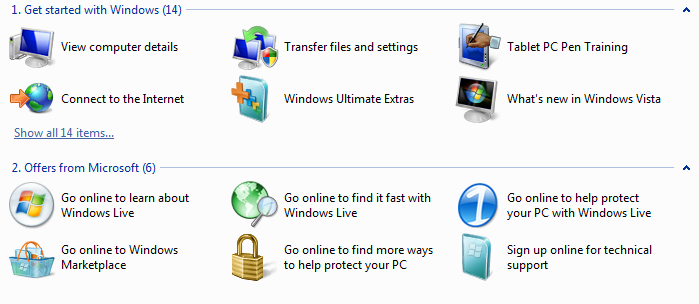 1. Get started with Windows (14)
View computer details
Transfer files and settings
Tablet PC Pen Training
Connect to the Internet
Windows Ultimate Extras
What's new in Windows Vista
Show all 14 items...
2. Offers from Microsoft (6)
Go online to learn about
Windows Live
Go online to find it fast with
Windows Live
Go online to help protect
your PC with Windows Live
Go online to Windows
Marketplace
Go online to find more ways
to help protect your PC
Sign up online for technical
support